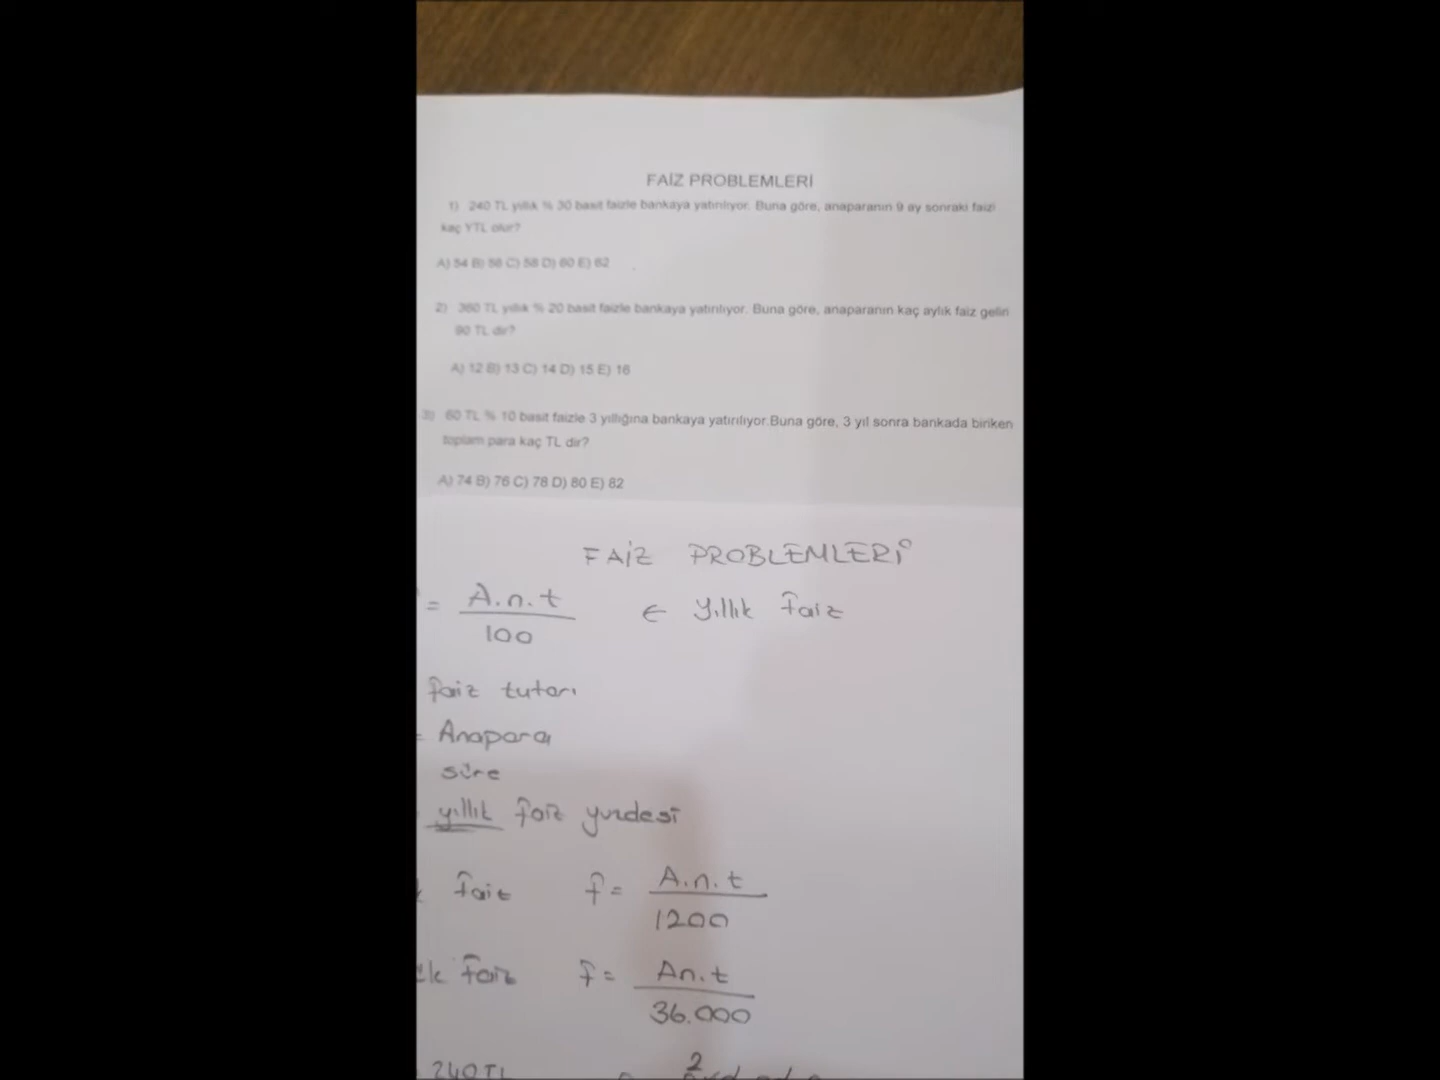 FAİZ PROBLEMLERİ
1) 240 TL yıllık % 30 basit faizle bankaya yatırılıyor. Buna göre, anaparanın 9 ay sonraki faizi
kaç YTL olur?
A) 54 B) 56 C) 58 D) 60 E) 62
2) 360 TL yıllık % 20 basit faizle bankaya yatırılıyor. Buna göre, anaparanın kaç aylık faiz geliri
90 TL dir?
A) 12 B) 13 C) 14 D) 15 E) 16
3) 60 TL % 10 basit faizle 3 yıllığına bankaya yatırılıyor.Buna göre, 3 yıl sonra bankada biriken
toplam para kaç TL dir?
A) 74 B) 76 C) 78 D) 80 E) 82
FAİZ PROBLEMLERİ
= A.n.t / 100 ← Yıllık faiz
faiz tutarı
= Anapara
süre
yıllık faiz yüzdesi
faiz f = A.n.t / 1200
faiz f = An.t / 36.000
240 TL